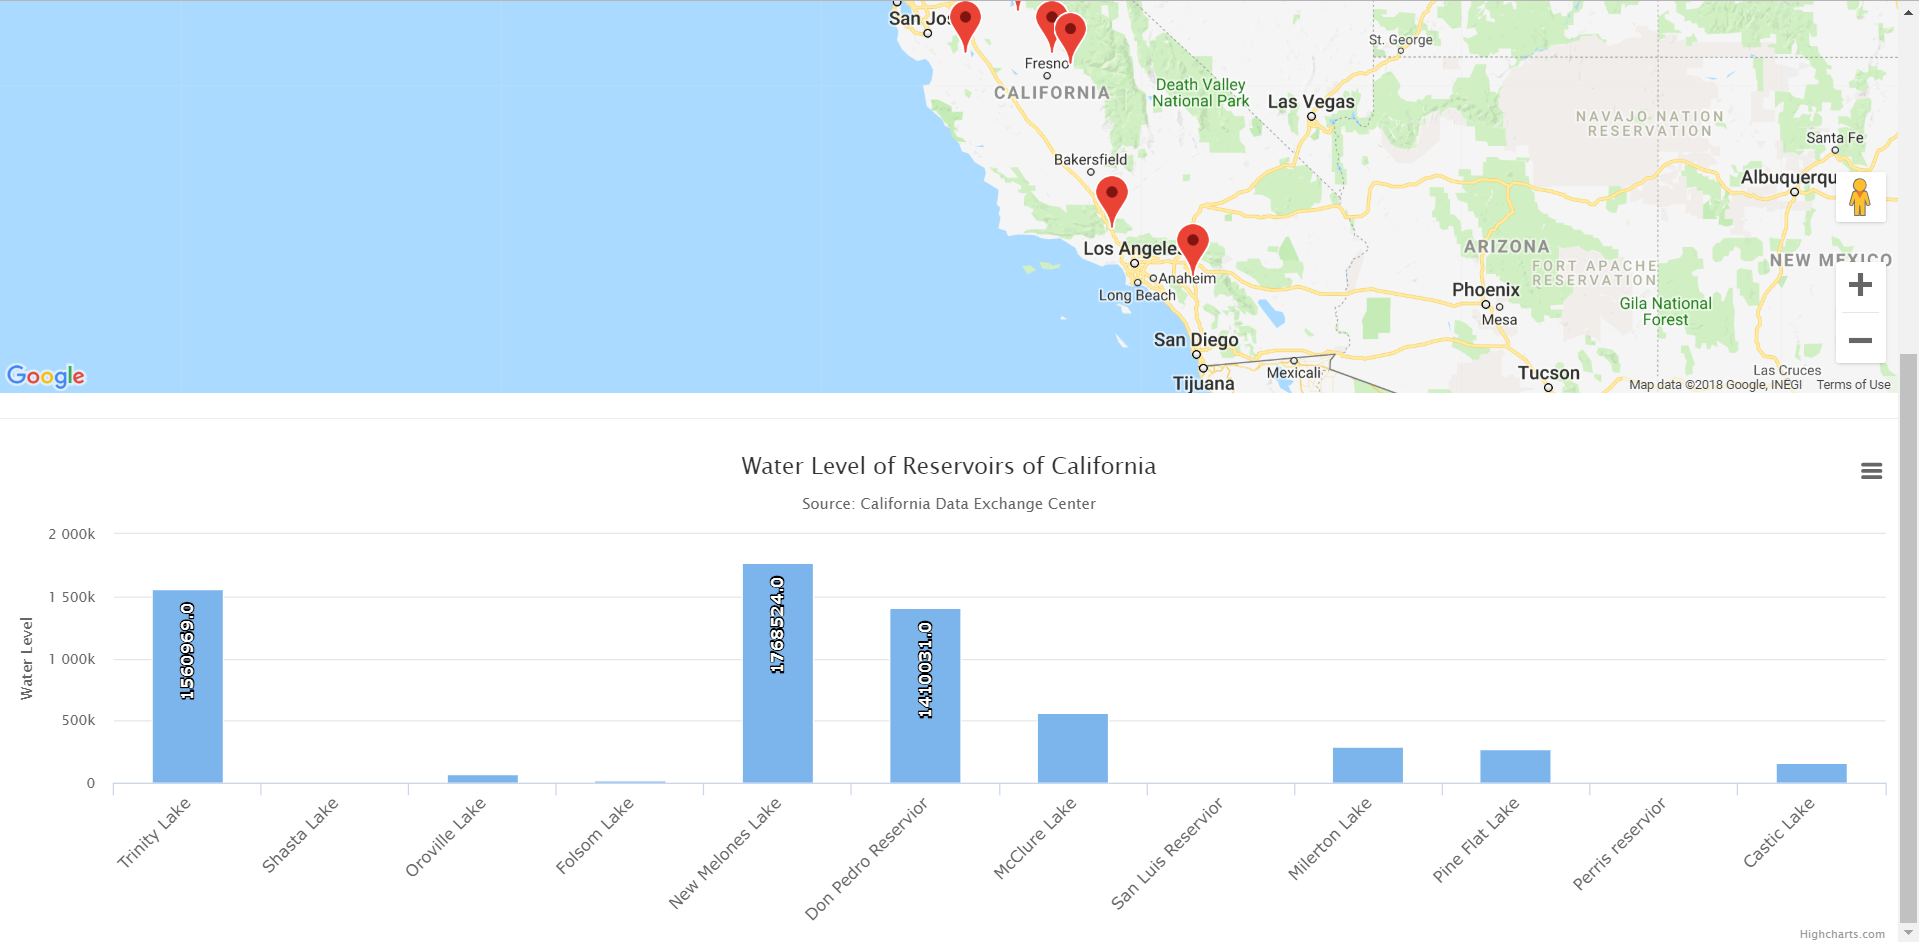 San Jos
Fresno
CALIFORNIA
Death Valley
National Park
Las Vegas
St. George
NAVAJO NATION
RESERVATION
Santa Fe
Albuquerqu
Bakersfield
Los Angeles
Anaheim
Long Beach
San Diego
Tijuana
Mexicali
ARIZONA
FORT APACHE
RESERVATION
Phoenix
Mesa
Gila National
Forest
NEW MEXICO
Tucson
Las Cruces
Google
Map data ©2018 Google, INEGI Terms of Use
Water Level of Reservoirs of California
Source: California Data Exchange Center
Water Level
2 000k
1 500k
1 000k
500k
0
1560969.0
1768524.0
1410031.0
Trinity Lake
Shasta Lake
Oroville Lake
Folsom Lake
New Melones Lake
Don Pedro Reservior
McClure Lake
San Luis Reservior
Milerton Lake
Pine Flat Lake
Perris reservior
Castic Lake
Highcharts.com